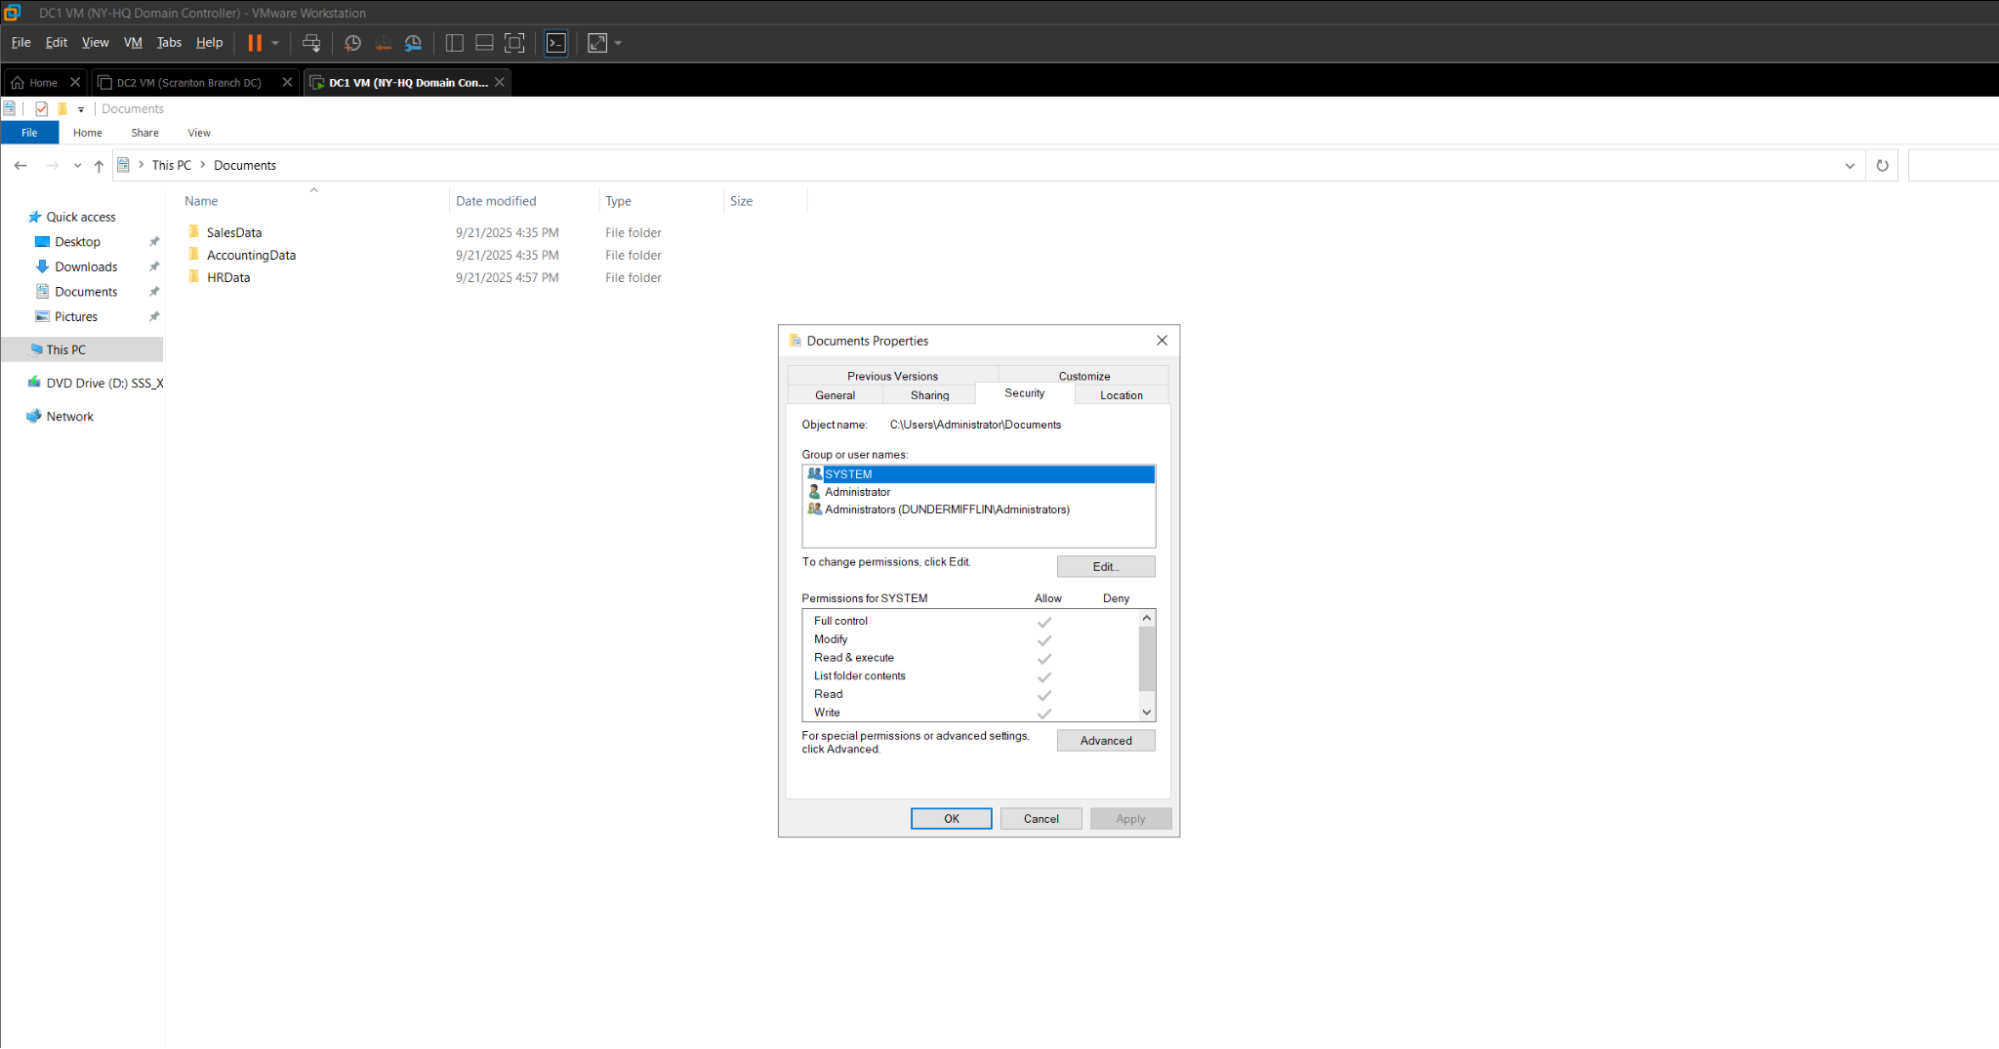 DC1 VM (NY-HQ Domain Controller) - VMware Workstation
File Edit View VM Tabs Help
Home DC2 VM (Scranton Branch DC) DC1 VM (NY-HQ Domain Con...
Documents
File Home Share View
This PC Documents
Name Date modified Type Size
Quick access
Desktop
Downloads
Documents
Pictures
This PC
DVD Drive (D:) SSS_X
Network
SalesData 9/21/2025 4:35 PM File folder
AccountingData 9/21/2025 4:35 PM File folder
HRData 9/21/2025 4:57 PM File folder
Documents Properties
Previous Versions Customize
General Sharing Security Location
Object name: C:\Users\Administrator\Documents
Group or user names:
SYSTEM
Administrator
Administrators (DUNDERMIFFLIN\Administrators)
To change permissions, click Edit.
Edit...
Permissions for SYSTEM Allow Deny
Full control
Modify
Read & execute
List folder contents
Read
Write
For special permissions or advanced settings, click Advanced.
Advanced
OK Cancel Apply